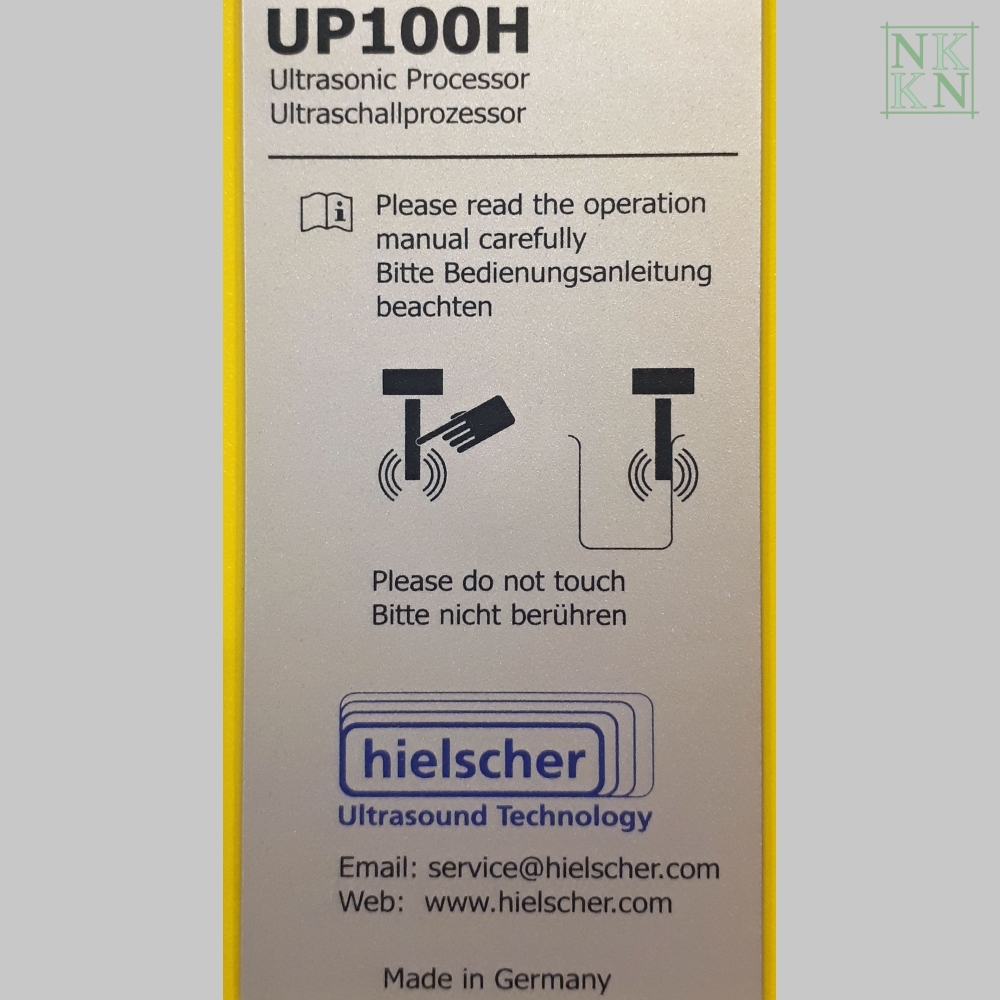 UP100H
Ultrasonic Processor
Ultraschallprozessor
NK
KN
Please read the operation
manual carefully
Bitte Bedienungsanleitung
beachten
Please do not touch
Bitte nicht berühren
hielscher
Ultrasound Technology
Email: service@hielscher.com
Web: www.hielscher.com
Made in Germany